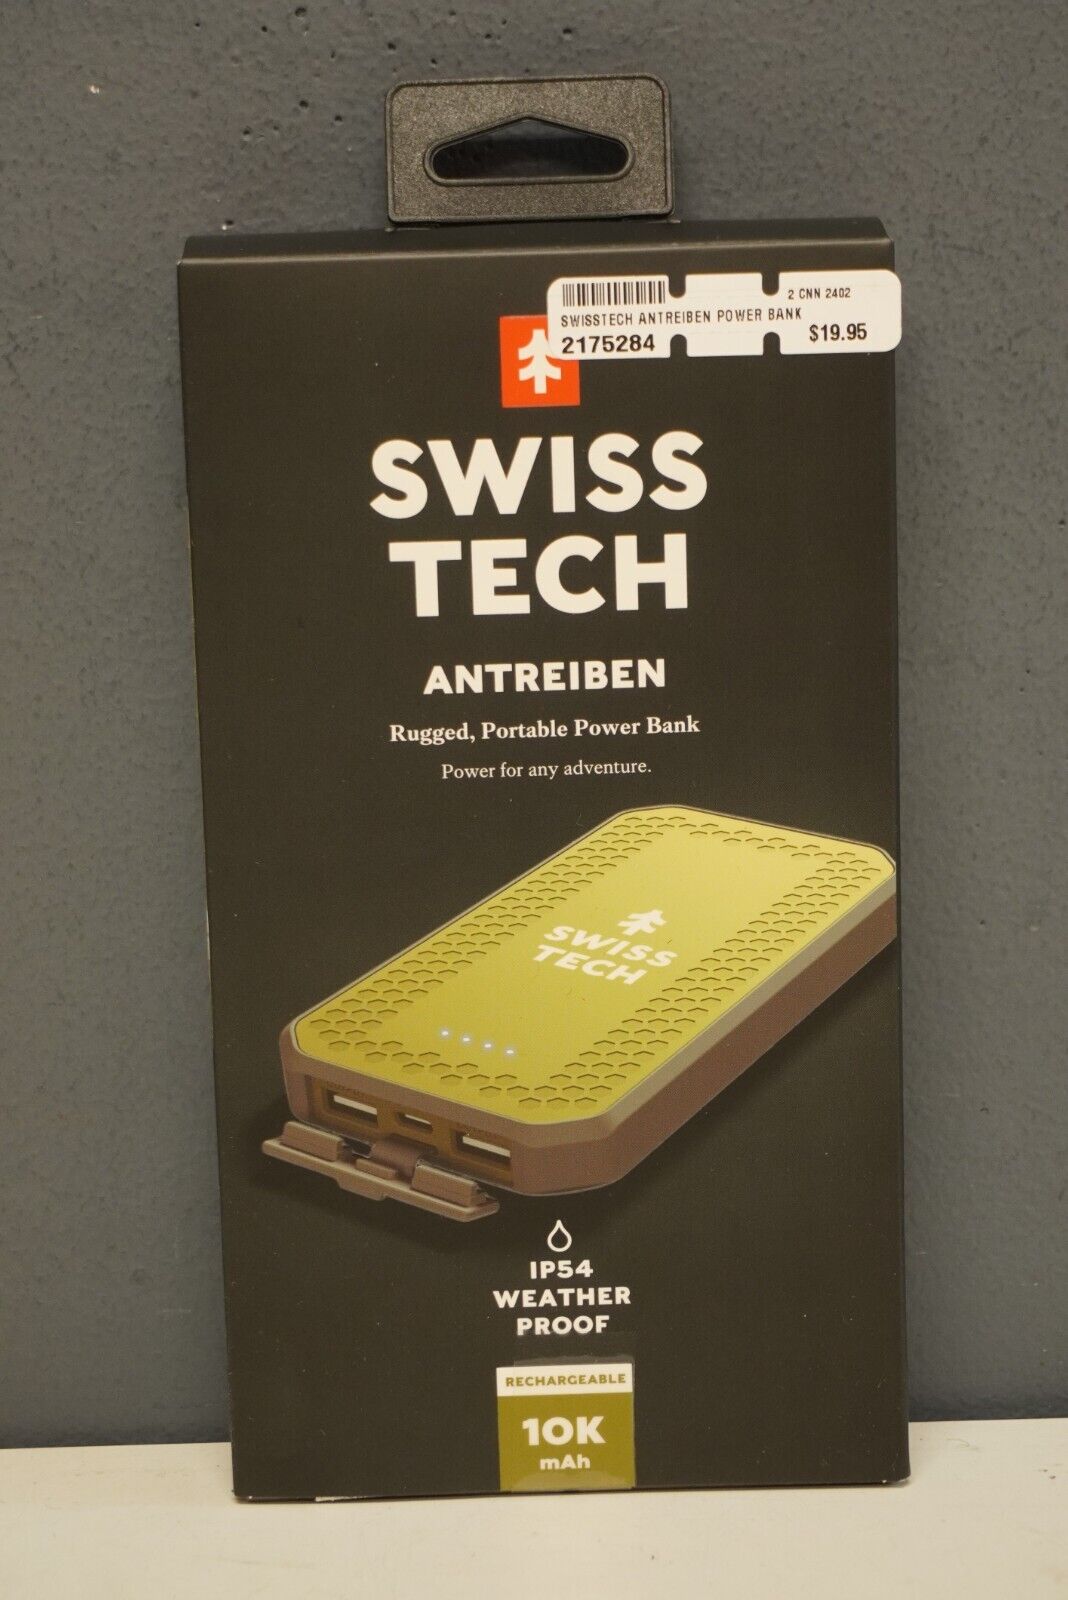 2 CNN 2402
SWISSTECH ANTREIBEN POWER BANK
2175284 $19.95
SWISS
TECH
ANTREIBEN
Rugged, Portable Power Bank
Power for any adventure.
SWISS
TECH
IP54
WEATHER
PROOF
RECHARGEABLE
10K
mAh